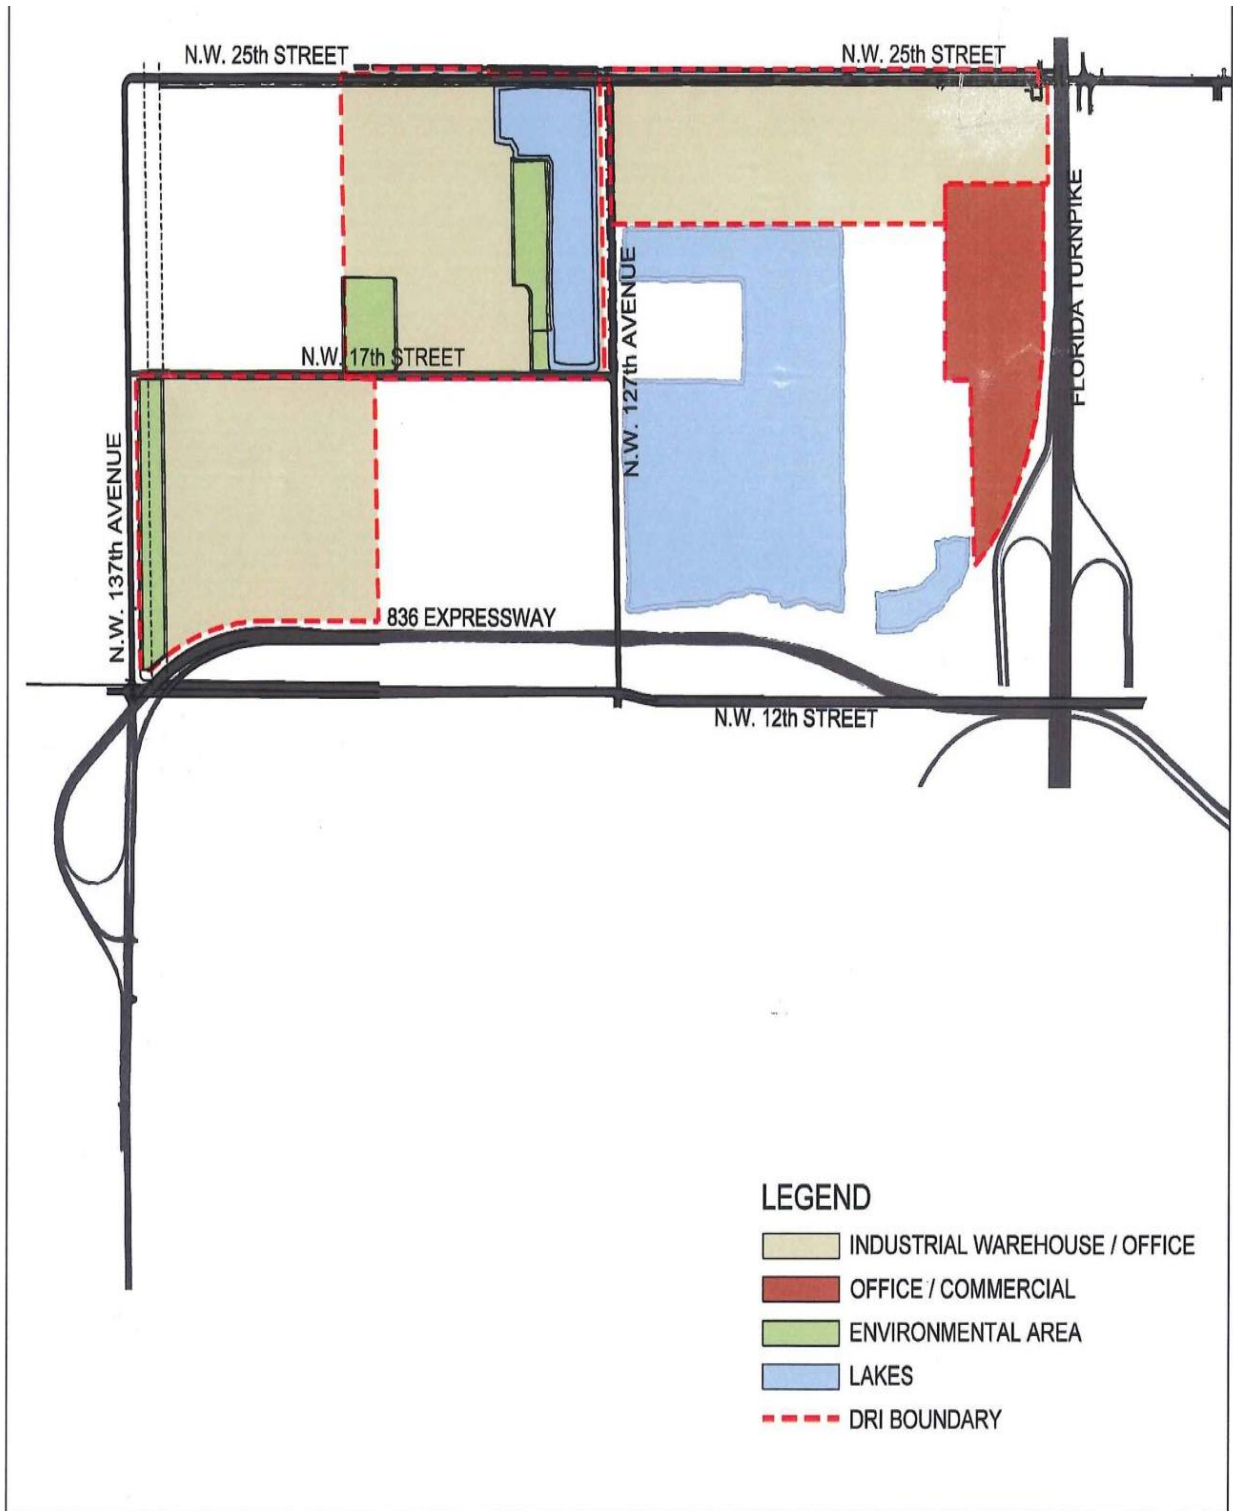 N.W. 25th STREET
N.W. 25th STREET
FLORIDA TURNPIKE
N.W. 127th AVENUE
N.W. 17th STREET
N.W. 137th AVENUE
836 EXPRESSWAY
N.W. 12th STREET
LEGEND
INDUSTRIAL WAREHOUSE / OFFICE
OFFICE / COMMERCIAL
ENVIRONMENTAL AREA
LAKES
DRI BOUNDARY